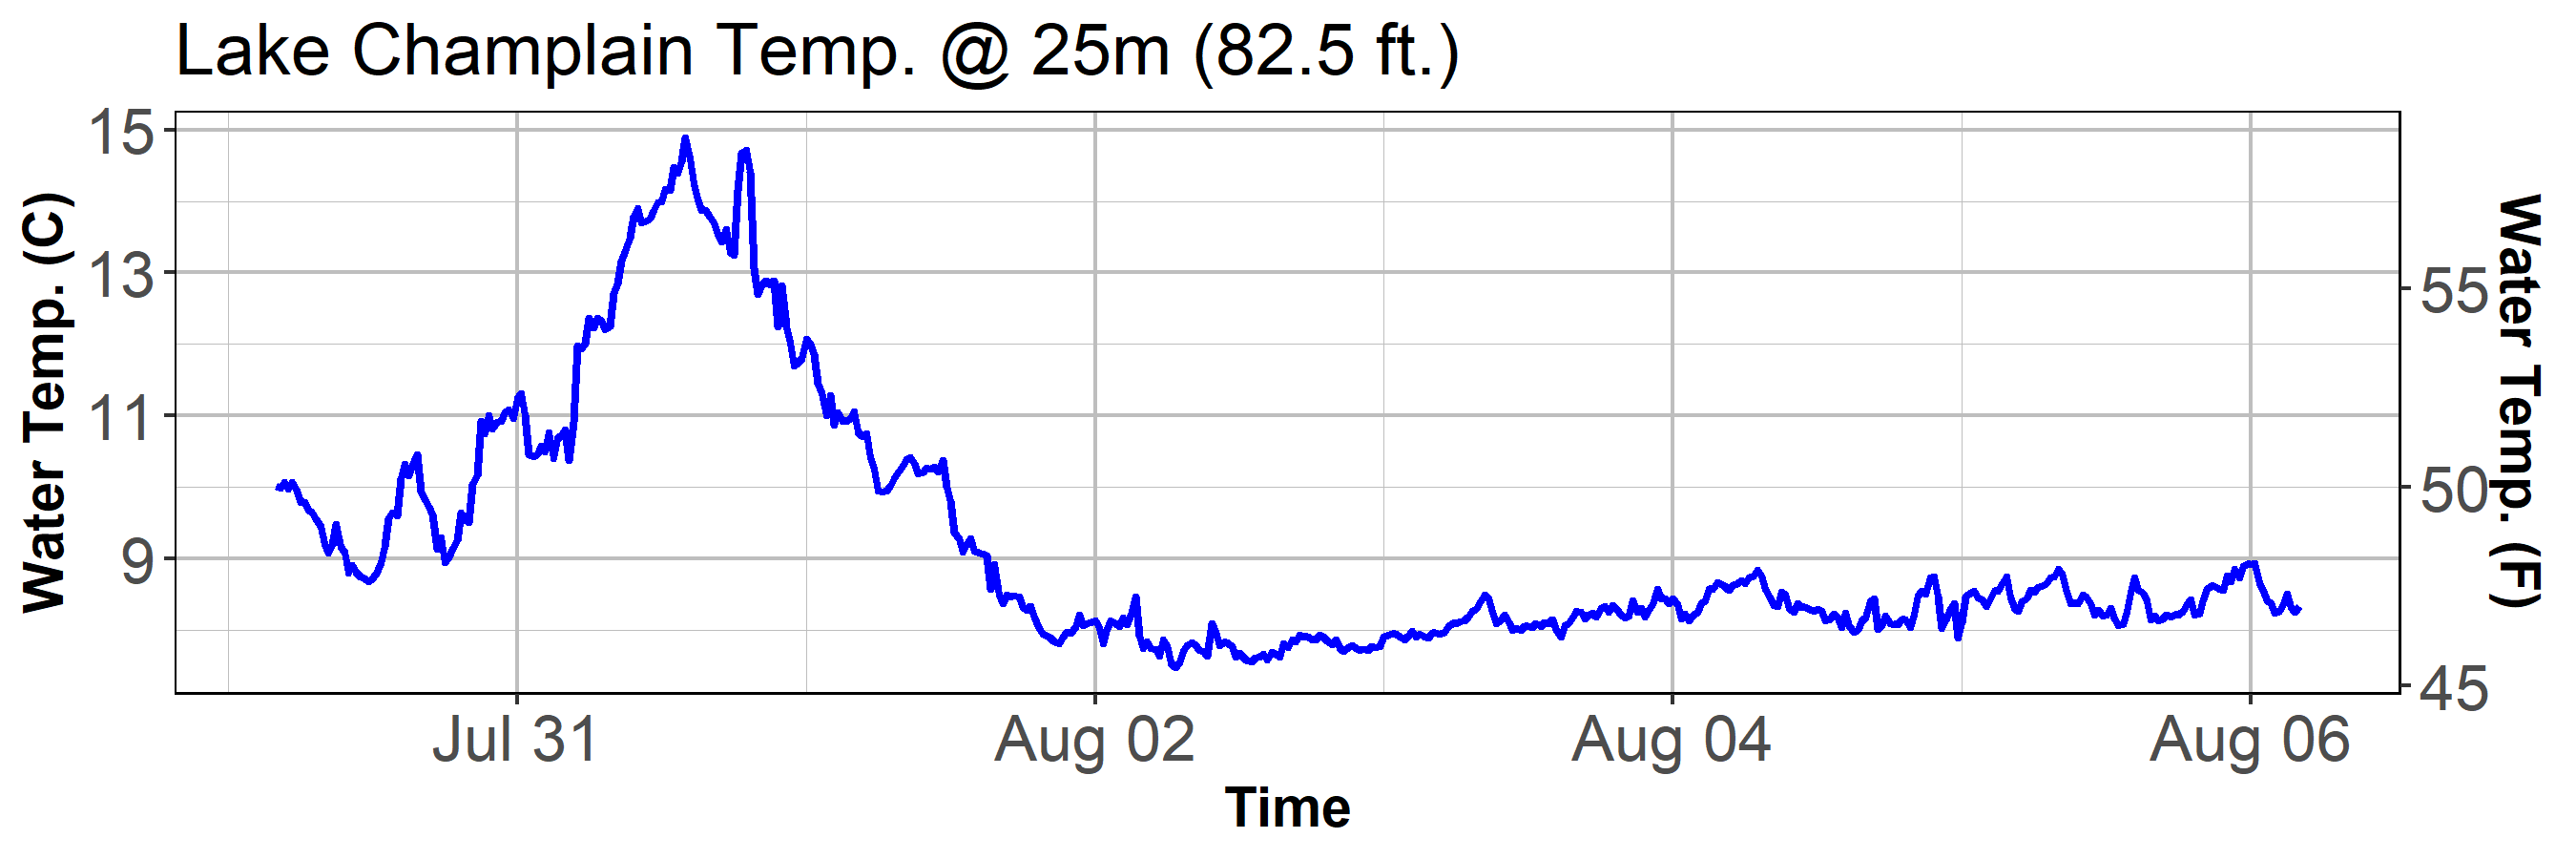 Lake Champlain Temp. @ 25m (82.5 ft.)
Water Temp. (C)
15
13
11
9
55
50
45
Water Temp. (F)
Jul 31
Aug 02
Aug 04
Aug 06
Time